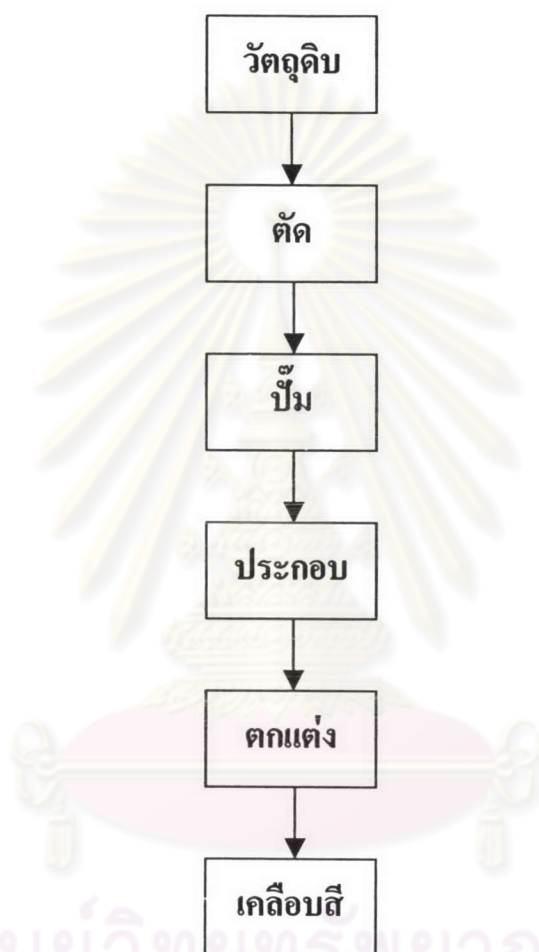 วัตถุดิบ
ตัด
ปั๊ม
ประกอบ
ตกแต่ง
เคลือบสี